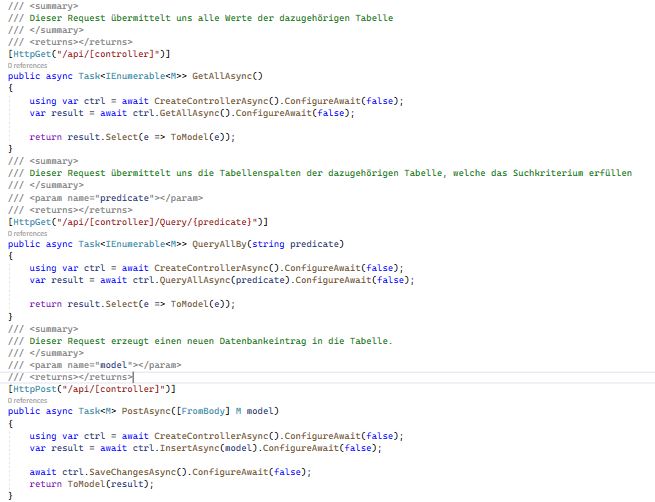 /// <summary>
/// Dieser Request übermittelt uns alle Werte der dazugehörigen Tabelle
/// </summary>
/// <returns></returns>
[HttpGet("/api/[controller]")]
0 references
public async Task<IEnumerable<M>> GetAllAsync()
{
    using var ctrl = await CreateControllerAsync().ConfigureAwait(false);
    var result = await ctrl.GetAllAsync().ConfigureAwait(false);

    return result.Select(e => ToModel(e));
}
/// <summary>
/// Dieser Request übermittelt uns die Tabellenspalten der dazugehörigen Tabelle, welche das Suchkriterium erfüllen
/// </summary>
/// <param name="predicate"></param>
/// <returns></returns>
[HttpGet("/api/[controller]/Query/{predicate}")]
0 references
public async Task<IEnumerable<M>> QueryAllBy(string predicate)
{
    using var ctrl = await CreateControllerAsync().ConfigureAwait(false);
    var result = await ctrl.QueryAllAsync(predicate).ConfigureAwait(false);

    return result.Select(e => ToModel(e));
}
/// <summary>
/// Dieser Request erzeugt einen neuen Datenbankeintrag in die Tabelle.
/// </summary>
/// <param name="model"></param>
/// <returns></returns>
[HttpPost("/api/[controller]")]
0 references
public async Task<M> PostAsync([FromBody] M model)
{
    using var ctrl = await CreateControllerAsync().ConfigureAwait(false);
    var result = await ctrl.InsertAsync(model).ConfigureAwait(false);

    await ctrl.SaveChangesAsync().ConfigureAwait(false);
    return ToModel(result);
}